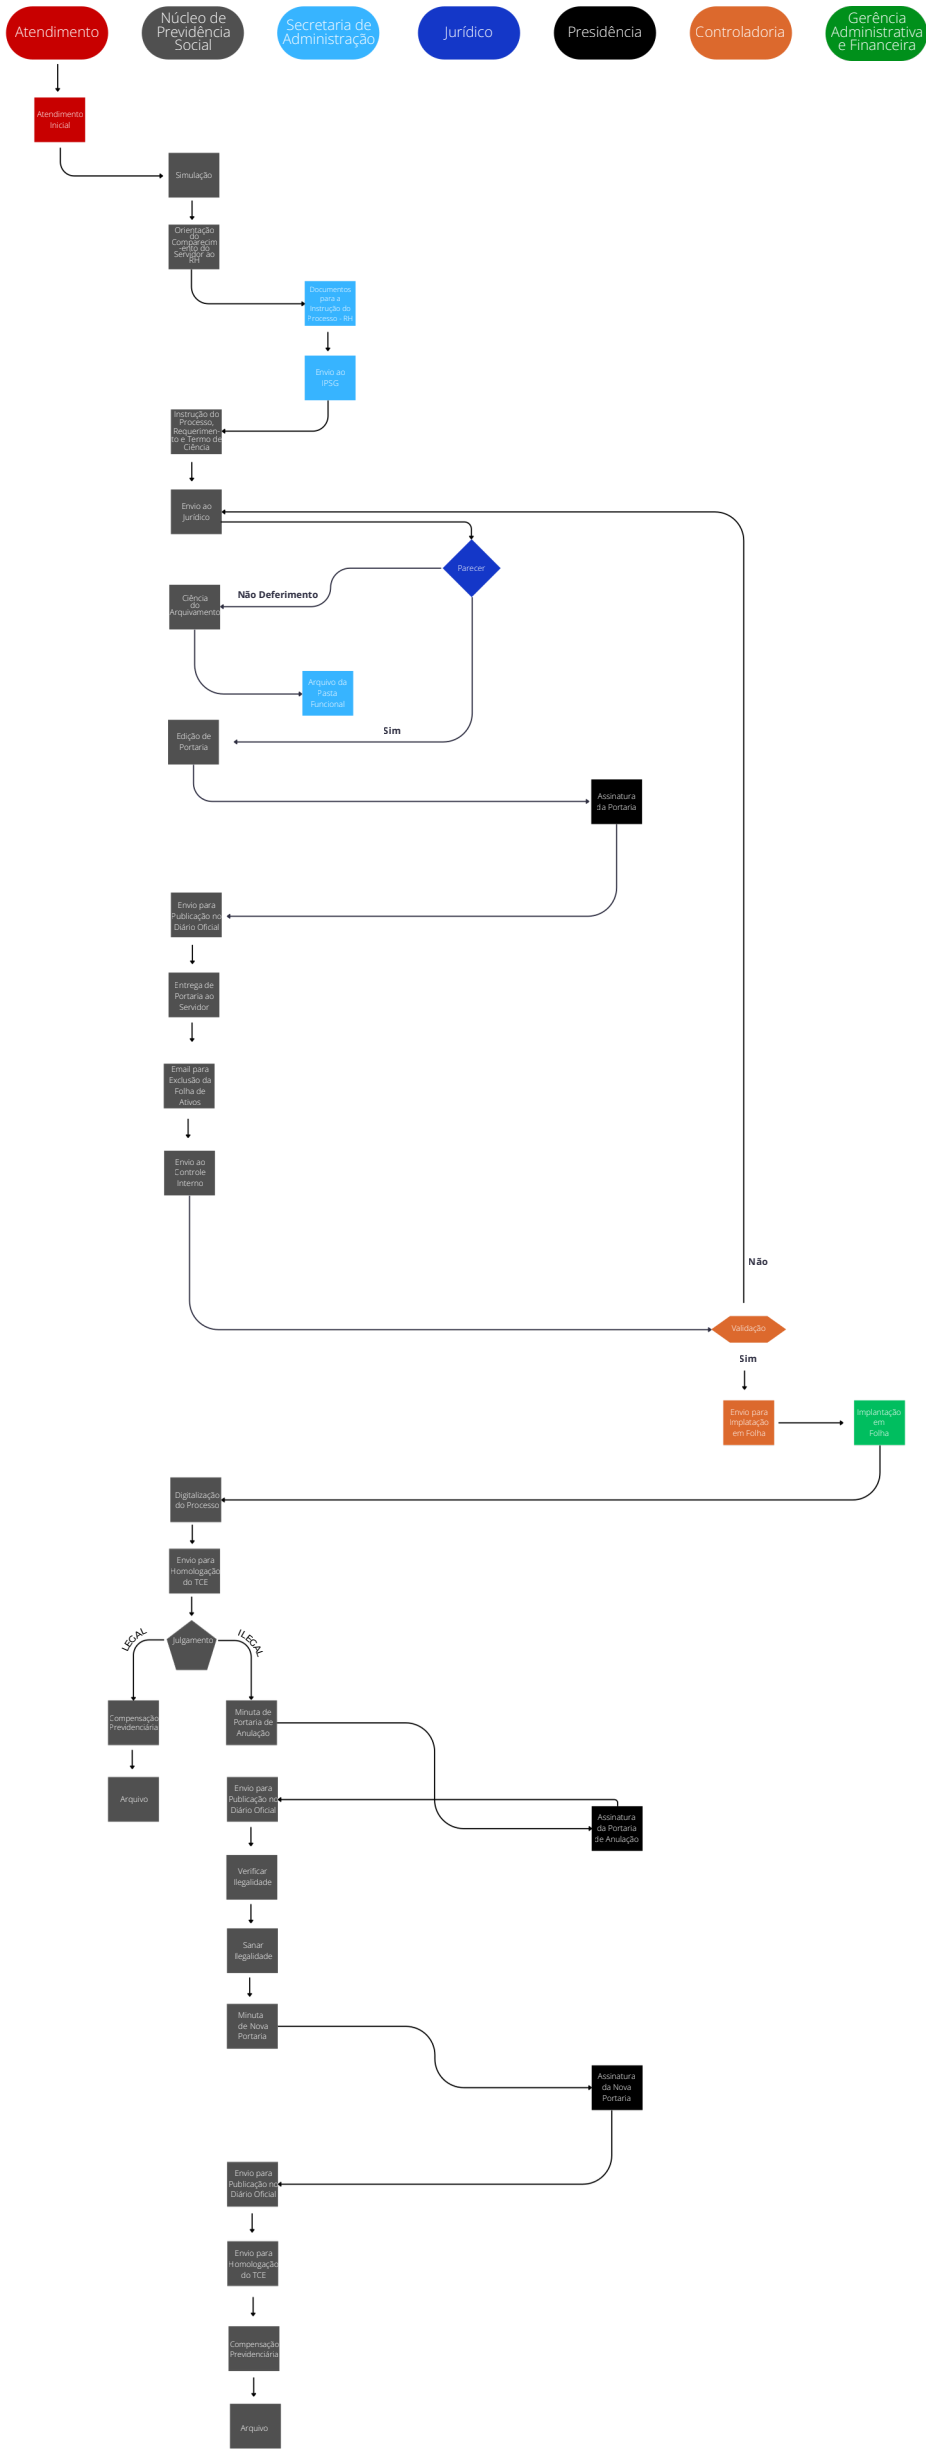 Atendimento
Núcleo de
Previdência
Social
Secretaria de
Administração
Jurídico
Presidência
Controladoria
Gerência
Administrativa
e Financeira
Atendimento
Inicial
Simulação
Orientação
do
Comparecim
-ento do
Servidor ao
RH
Documentos
para a
Instrução do
Processo - RH
Envio ao
IPSG
Instrução do
Processo,
Requerimen-
to e Termo de
Ciência
Envio ao
Jurídico
Parecer
Não Deferimento
Ciência
do
Arquivamento
Arquivo da
Pasta
Funcional
Sim
Edição de
Portaria
Assinatura
da Portaria
Envio para
Publicação no
Diário Oficial
Entrega de
Portaria ao
Servidor
Email para
Exclusão da
Folha de
Ativos
Envio ao
Controle
Interno
Não
Validação
Sim
Envio para
Implatação
em Folha
Implantação
em
Folha
Digitalização
do Processo
Envio para
Homologação
do TCE
Julgamento
LEGAL
ILEGAL
Compensação
Previdenciária
Minuta de
Portaria de
Anulação
Arquivo
Envio para
Publicação no
Diário Oficial
Assinatura
da Portaria
de Anulação
Verificar
Ilegalidade
Sanar
Ilegalidade
Minuta
de Nova
Portaria
Assinatura
da Nova
Portaria
Envio para
Publicação no
Diário Oficial
Envio para
Homologação
do TCE
Compensação
Previdenciária
Arquivo